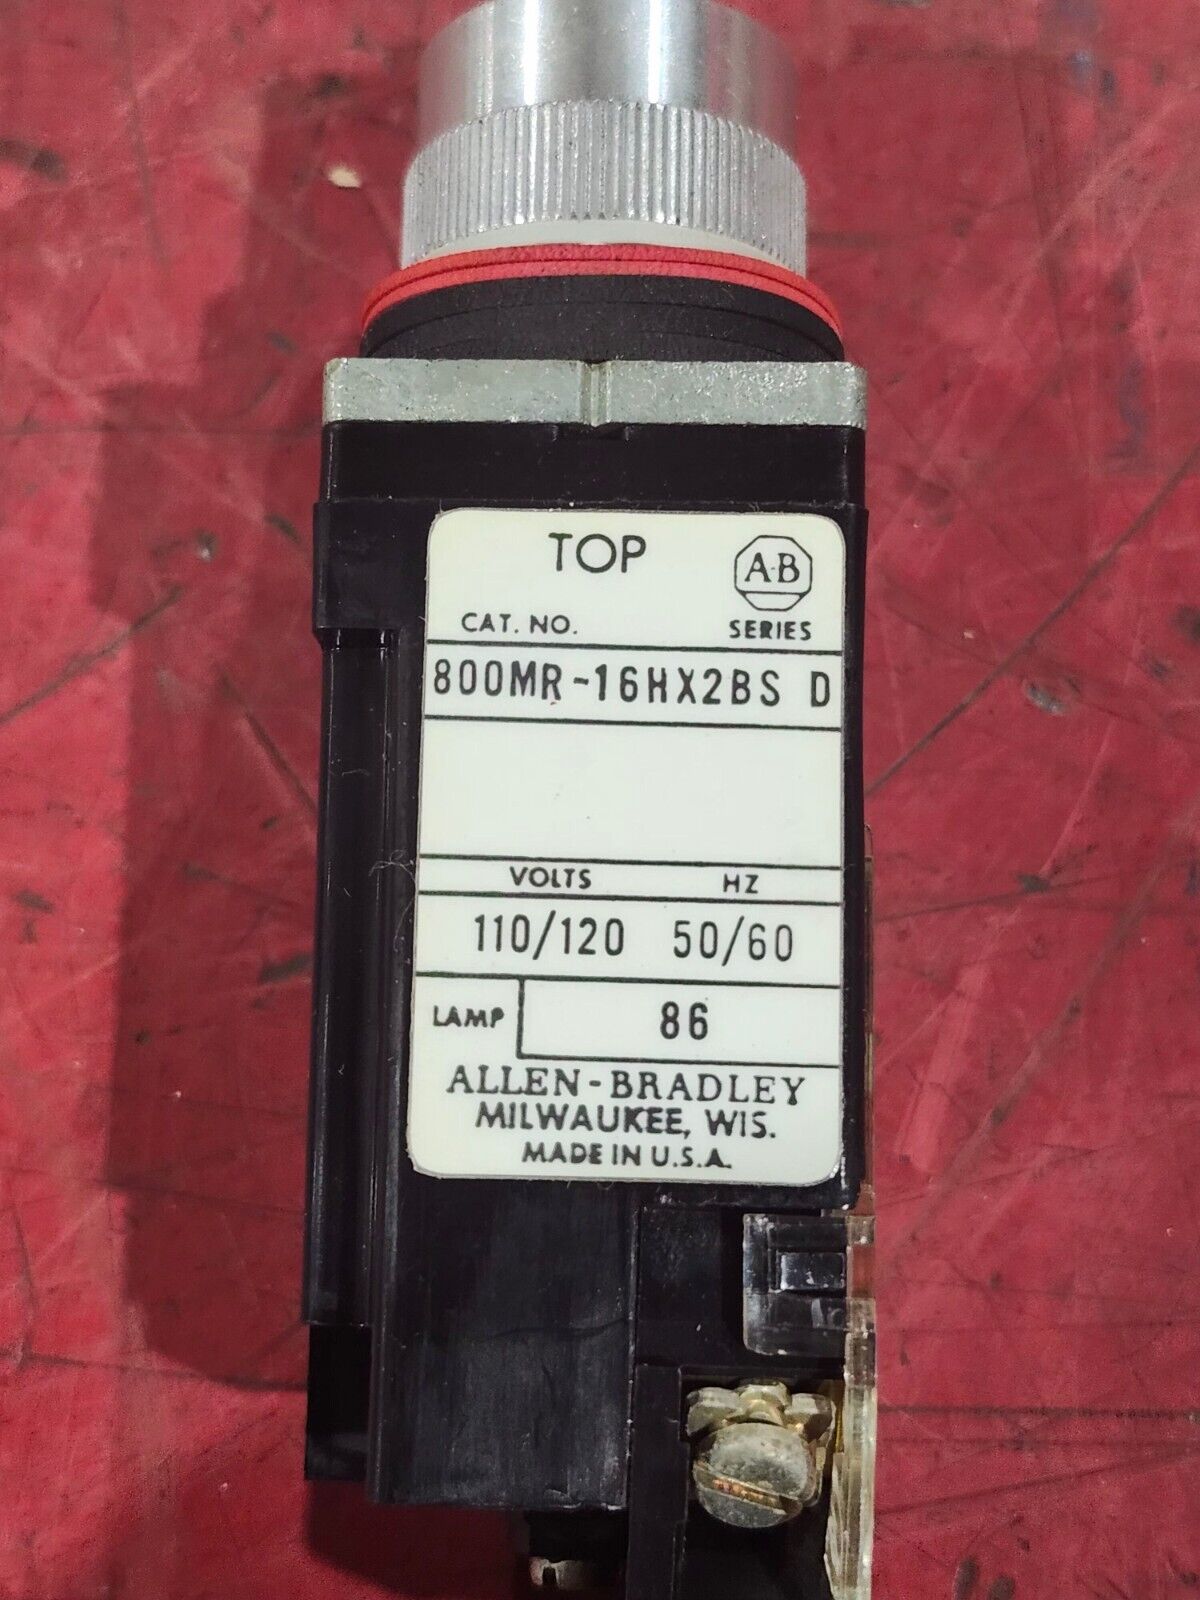 TOP
A-B
CAT. NO. SERIES
800MR-16HX2BS D
VOLTS HZ
110/120 50/60
LAMP 86
ALLEN-BRADLEY
MILWAUKEE, WIS.
MADE IN U.S.A.